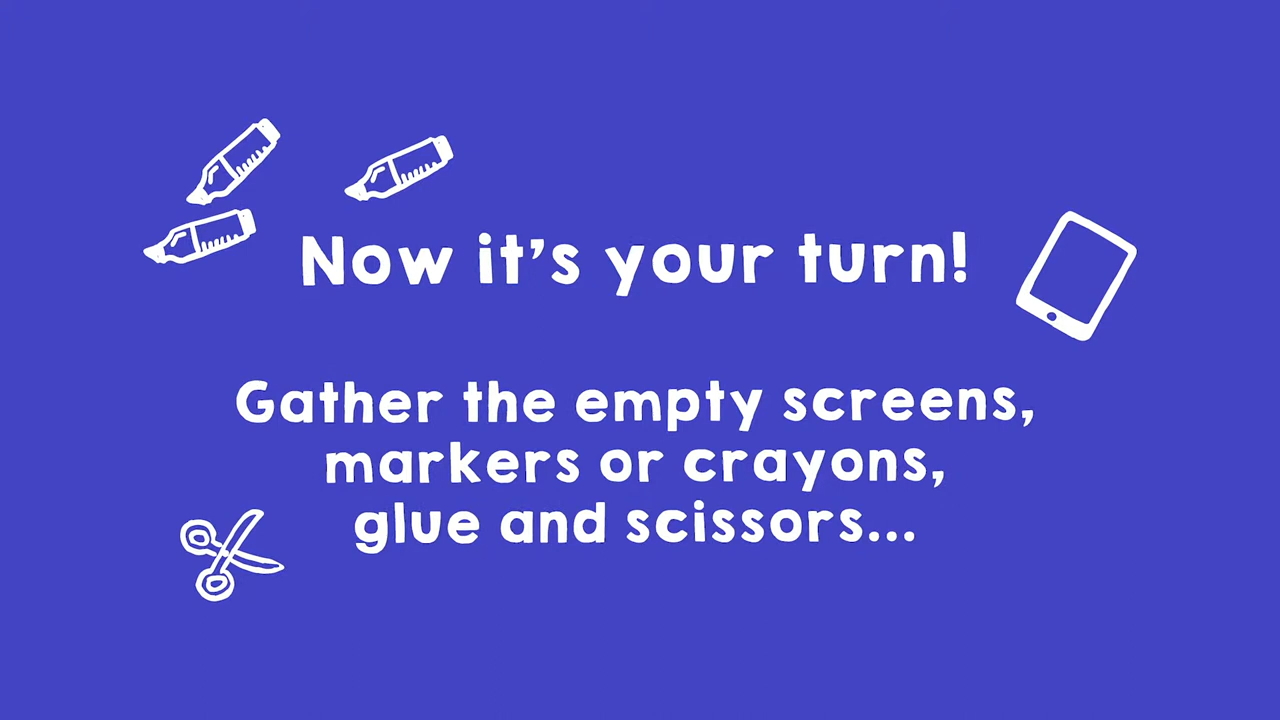 Now it's your turn!
Gather the empty screens,
markers or crayons,
glue and scissors...